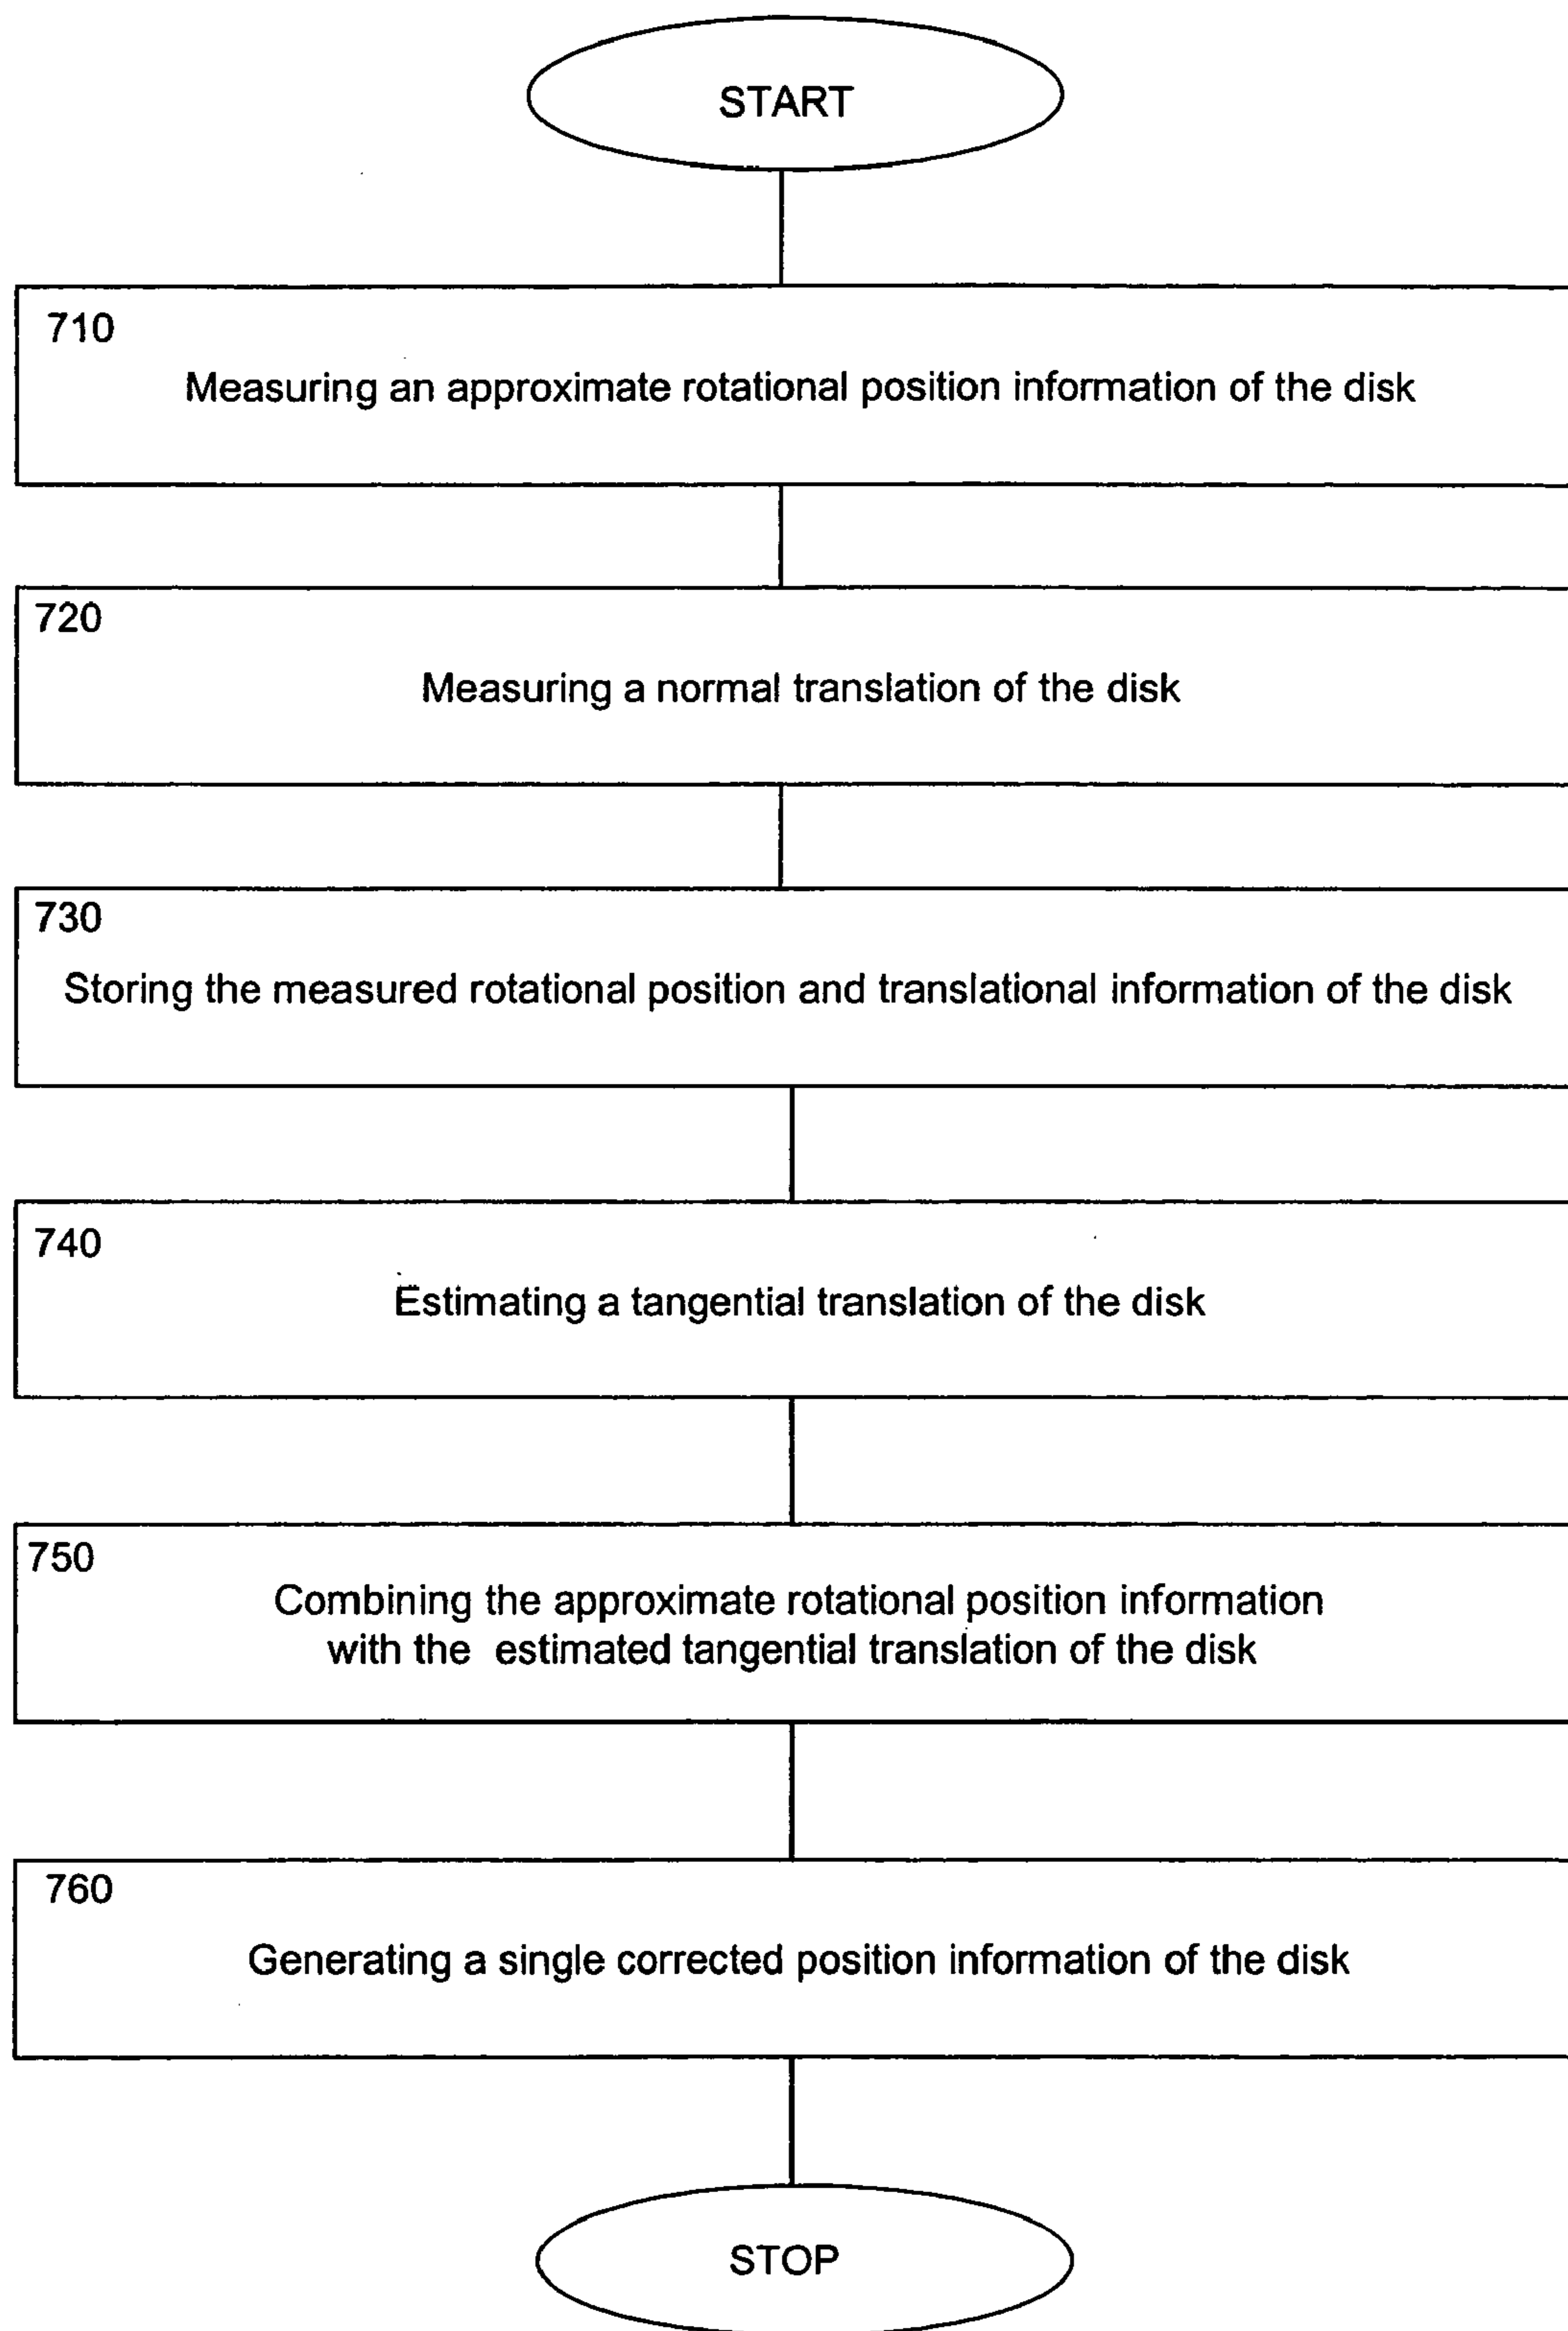 START
710
Measuring an approximate rotational position information of the disk
720
Measuring a normal translation of the disk
730
Storing the measured rotational position and translational information of the disk
740
Estimating a tangential translation of the disk
750
Combining the approximate rotational position information
with the estimated tangential translation of the disk
760
Generating a single corrected position information of the disk
STOP